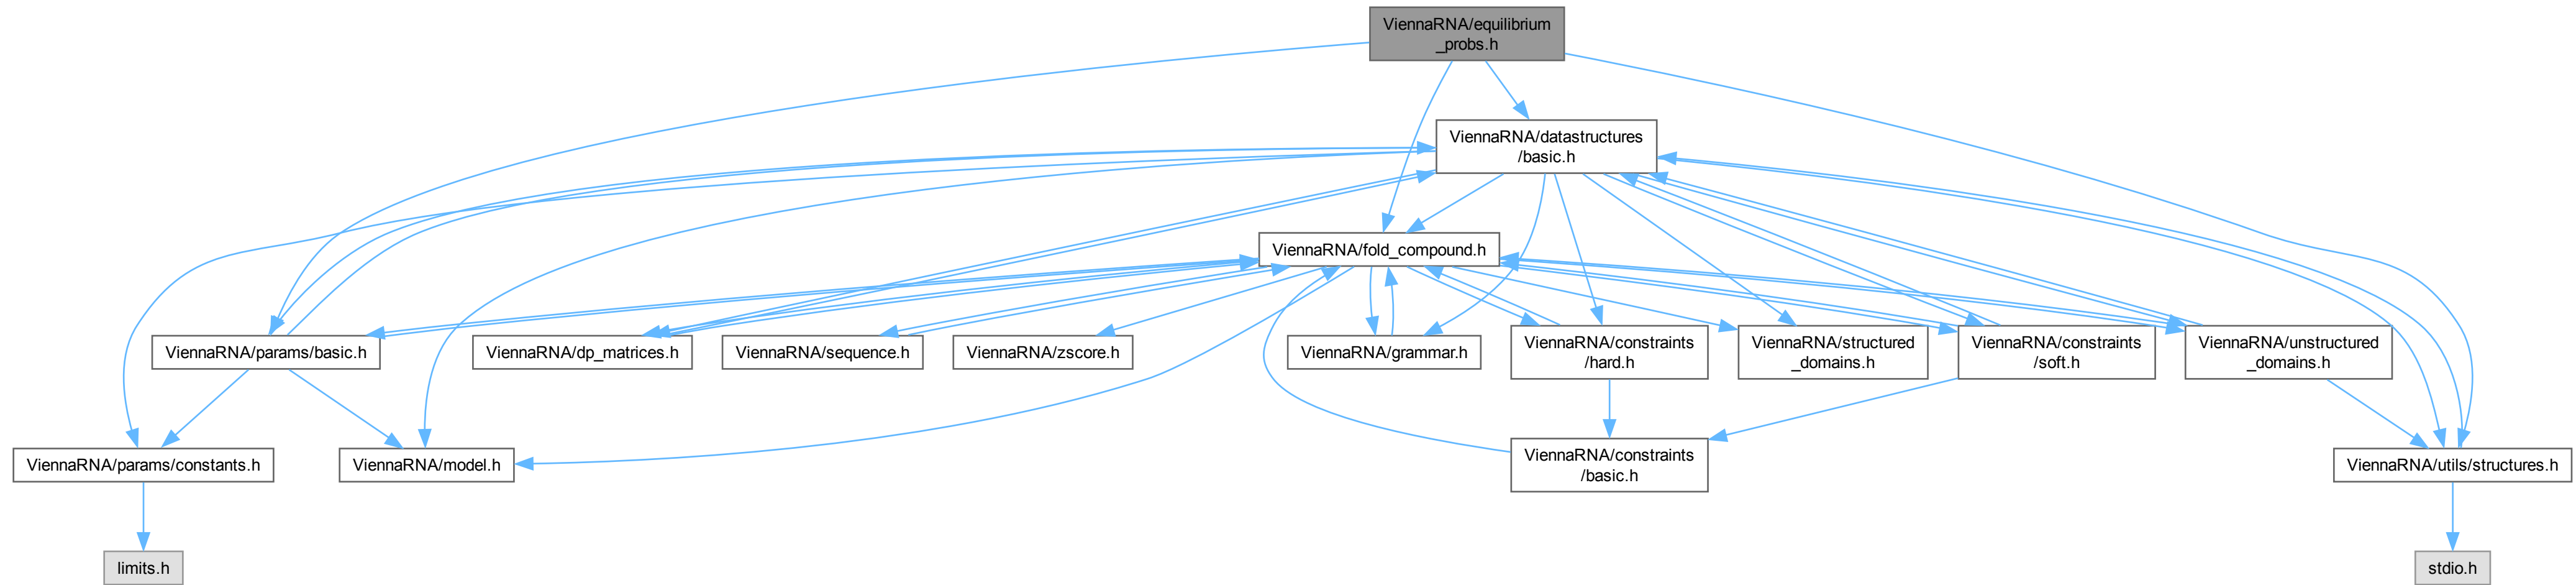 ViennaRNA/equilibrium
_probs.h
ViennaRNA/datastructures
/basic.h
ViennaRNA/fold_compound.h
ViennaRNA/params/basic.h
ViennaRNA/dp_matrices.h
ViennaRNA/sequence.h
ViennaRNA/zscore.h
ViennaRNA/grammar.h
ViennaRNA/constraints
/hard.h
ViennaRNA/structured
_domains.h
ViennaRNA/constraints
/soft.h
ViennaRNA/unstructured
_domains.h
ViennaRNA/params/constants.h
ViennaRNA/model.h
ViennaRNA/constraints
/basic.h
ViennaRNA/utils/structures.h
limits.h
stdio.h